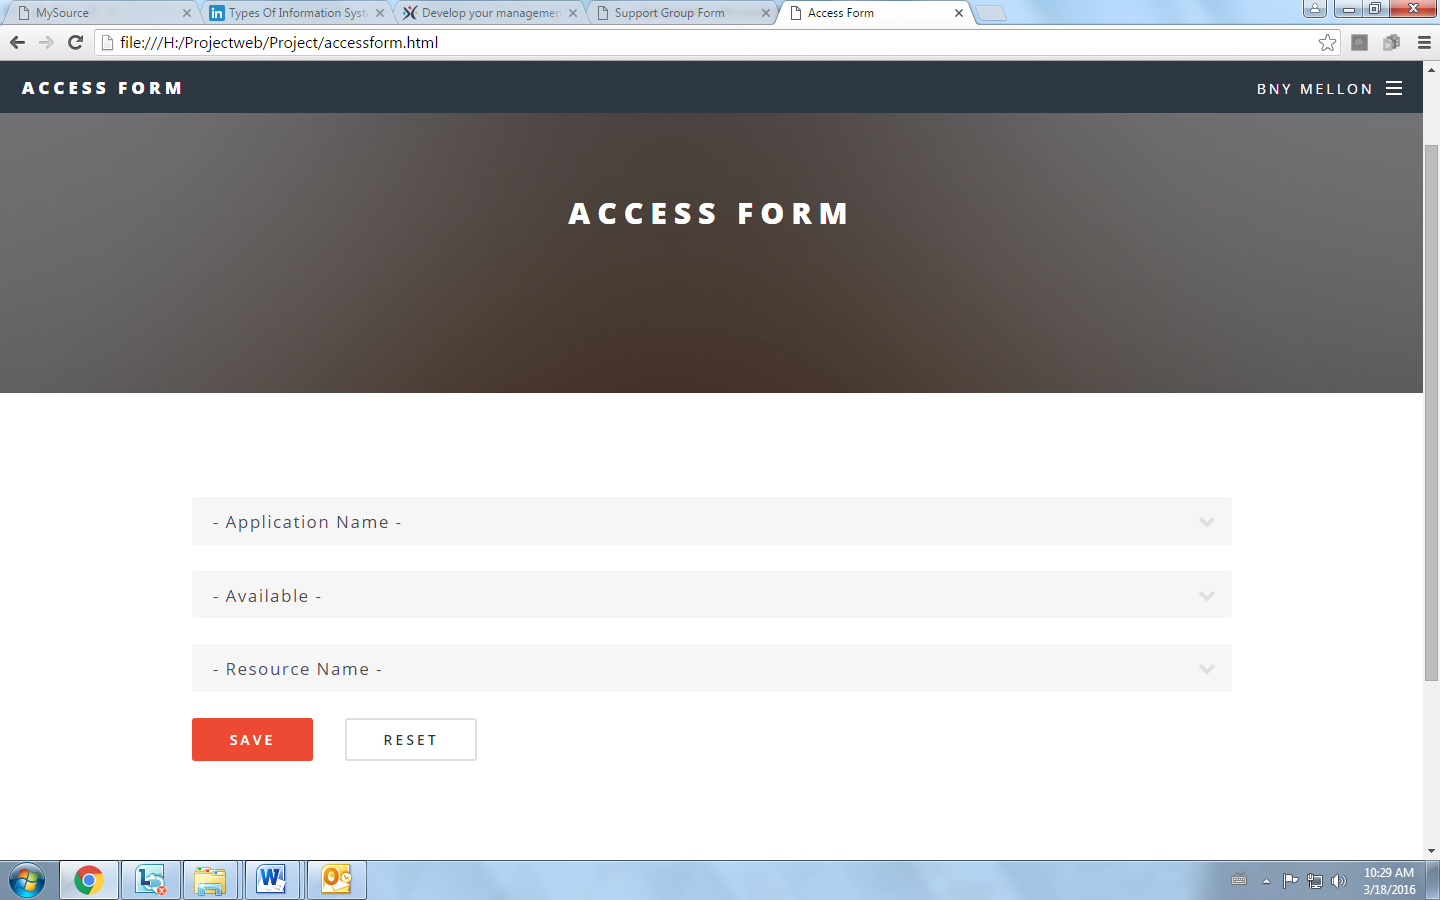 MySource
Types Of Information Syst
Develop your managemen
Support Group Form
Access Form
file:///H:/Projectweb/Project/accessform.html
ACCESS FORM
BNY MELLON
ACCESS FORM
- Application Name -
- Available -
- Resource Name -
SAVE
RESET
10:29 AM
3/18/2016